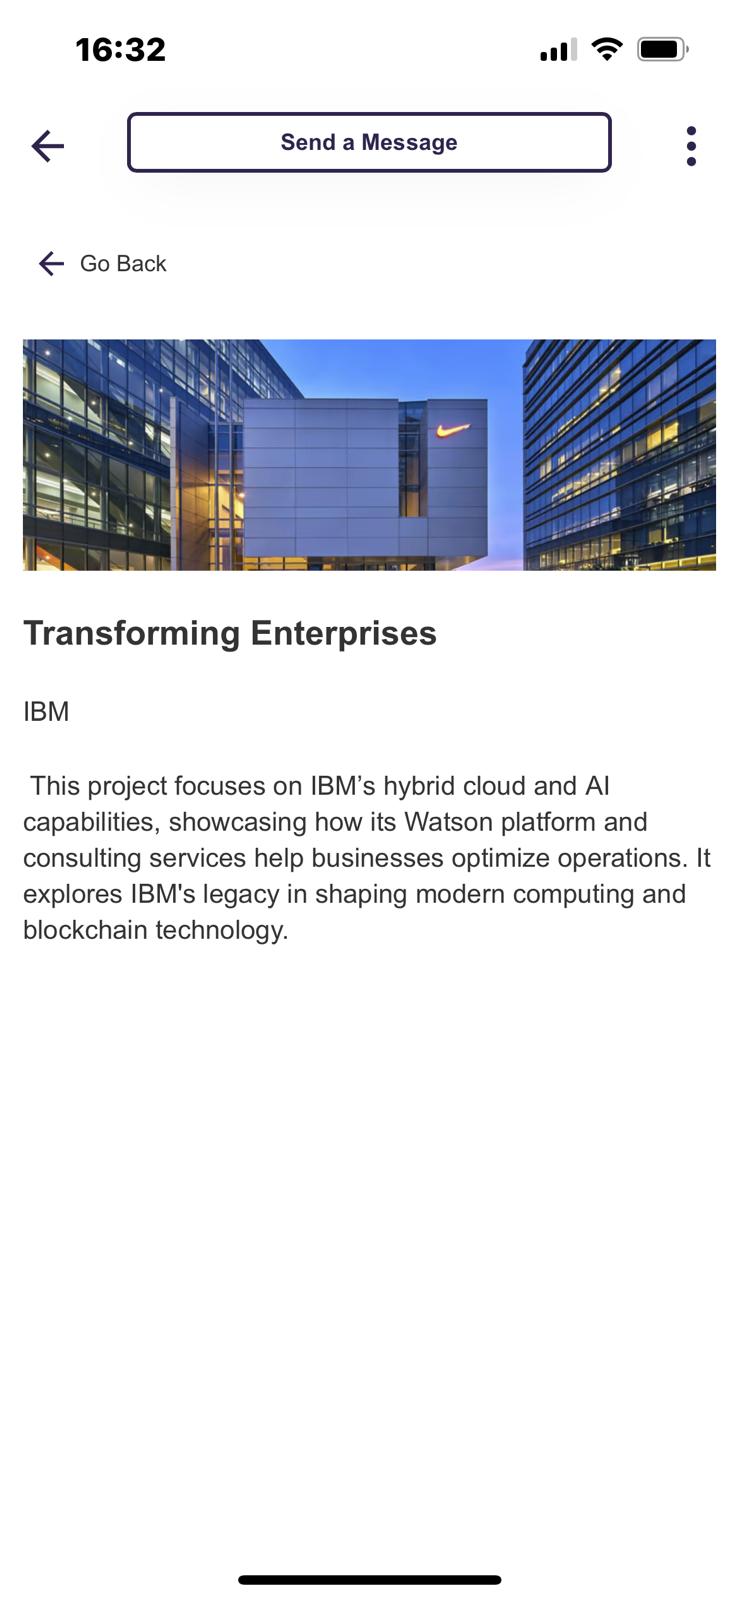 16:32
Send a Message
Go Back
Transforming Enterprises
IBM
This project focuses on IBM’s hybrid cloud and AI
capabilities, showcasing how its Watson platform and
consulting services help businesses optimize operations. It
explores IBM's legacy in shaping modern computing and
blockchain technology.